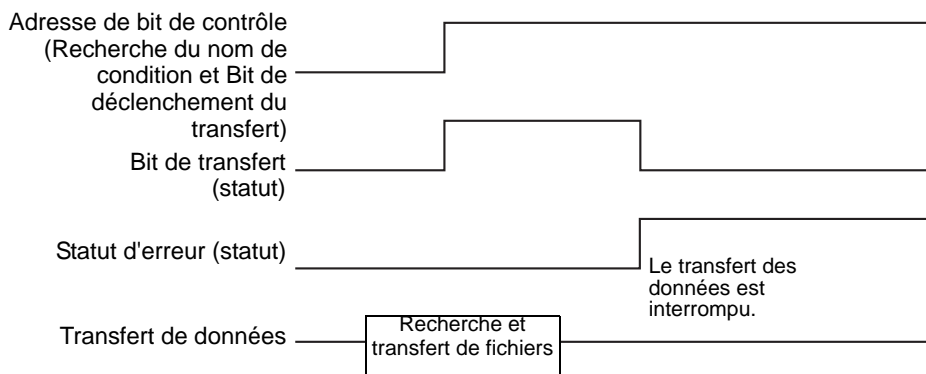 Adresse de bit de contrôle
(Recherche du nom de
condition et Bit de
déclenchement du
transfert)
Bit de transfert
(statut)
Statut d'erreur (statut)
Le transfert des
données est
interrompu.
Transfert de données
Recherche et
transfert de fichiers